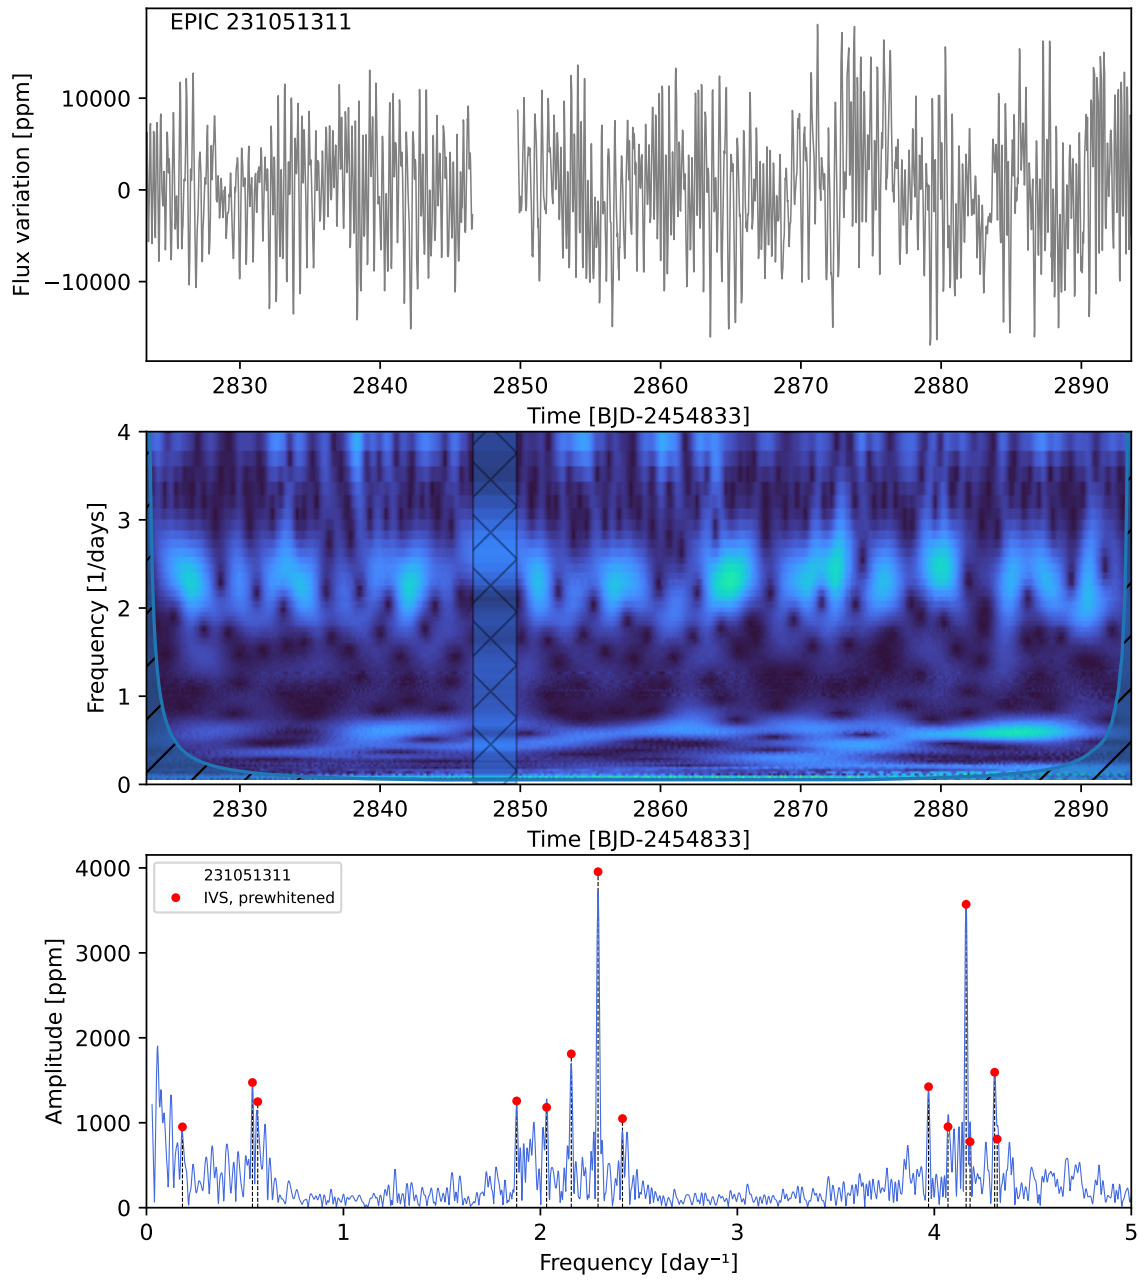 EPIC 231051311
Flux variation [ppm]
10000
0
−10000
2830 2840 2850 2860 2870 2880 2890
Time [BJD-2454833]
Frequency [1/days]
4
3
2
1
0
2830 2840 2850 2860 2870 2880 2890
Time [BJD-2454833]
231051311
IVS, prewhitened
Amplitude [ppm]
4000
3000
2000
1000
0
0 1 2 3 4 5
Frequency [day⁻¹]